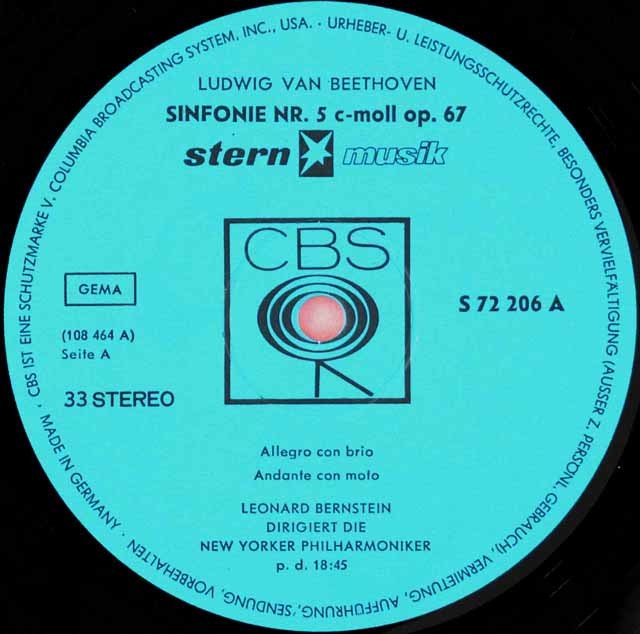 LUDWIG VAN BEETHOVEN
SINFONIE NR. 5 c-moll op. 67
stern musik
CBS
GEMA
S 72 206 A
(108 464 A)
Seite A
33 STEREO
Allegro con brio
Andante con moto
LEONARD BERNSTEIN
DIRIGIERT DIE
NEW YORKER PHILHARMONIKER
p. d. 18:45
· CBS IST EINE SCHUTZMARKE V. COLUMBIA BROADCASTING SYSTEM, INC., USA. · URHEBER- U. LEISTUNGSSCHUTZRECHTE, BESONDERS VERVIELFÄLTIGUNG (AUSSER Z. PERSÖNL. GEBRAUCH), VERMIETUNG, AUFFÜHRUNG, SENDUNG, VORBEHALTEN · MADE IN GERMANY